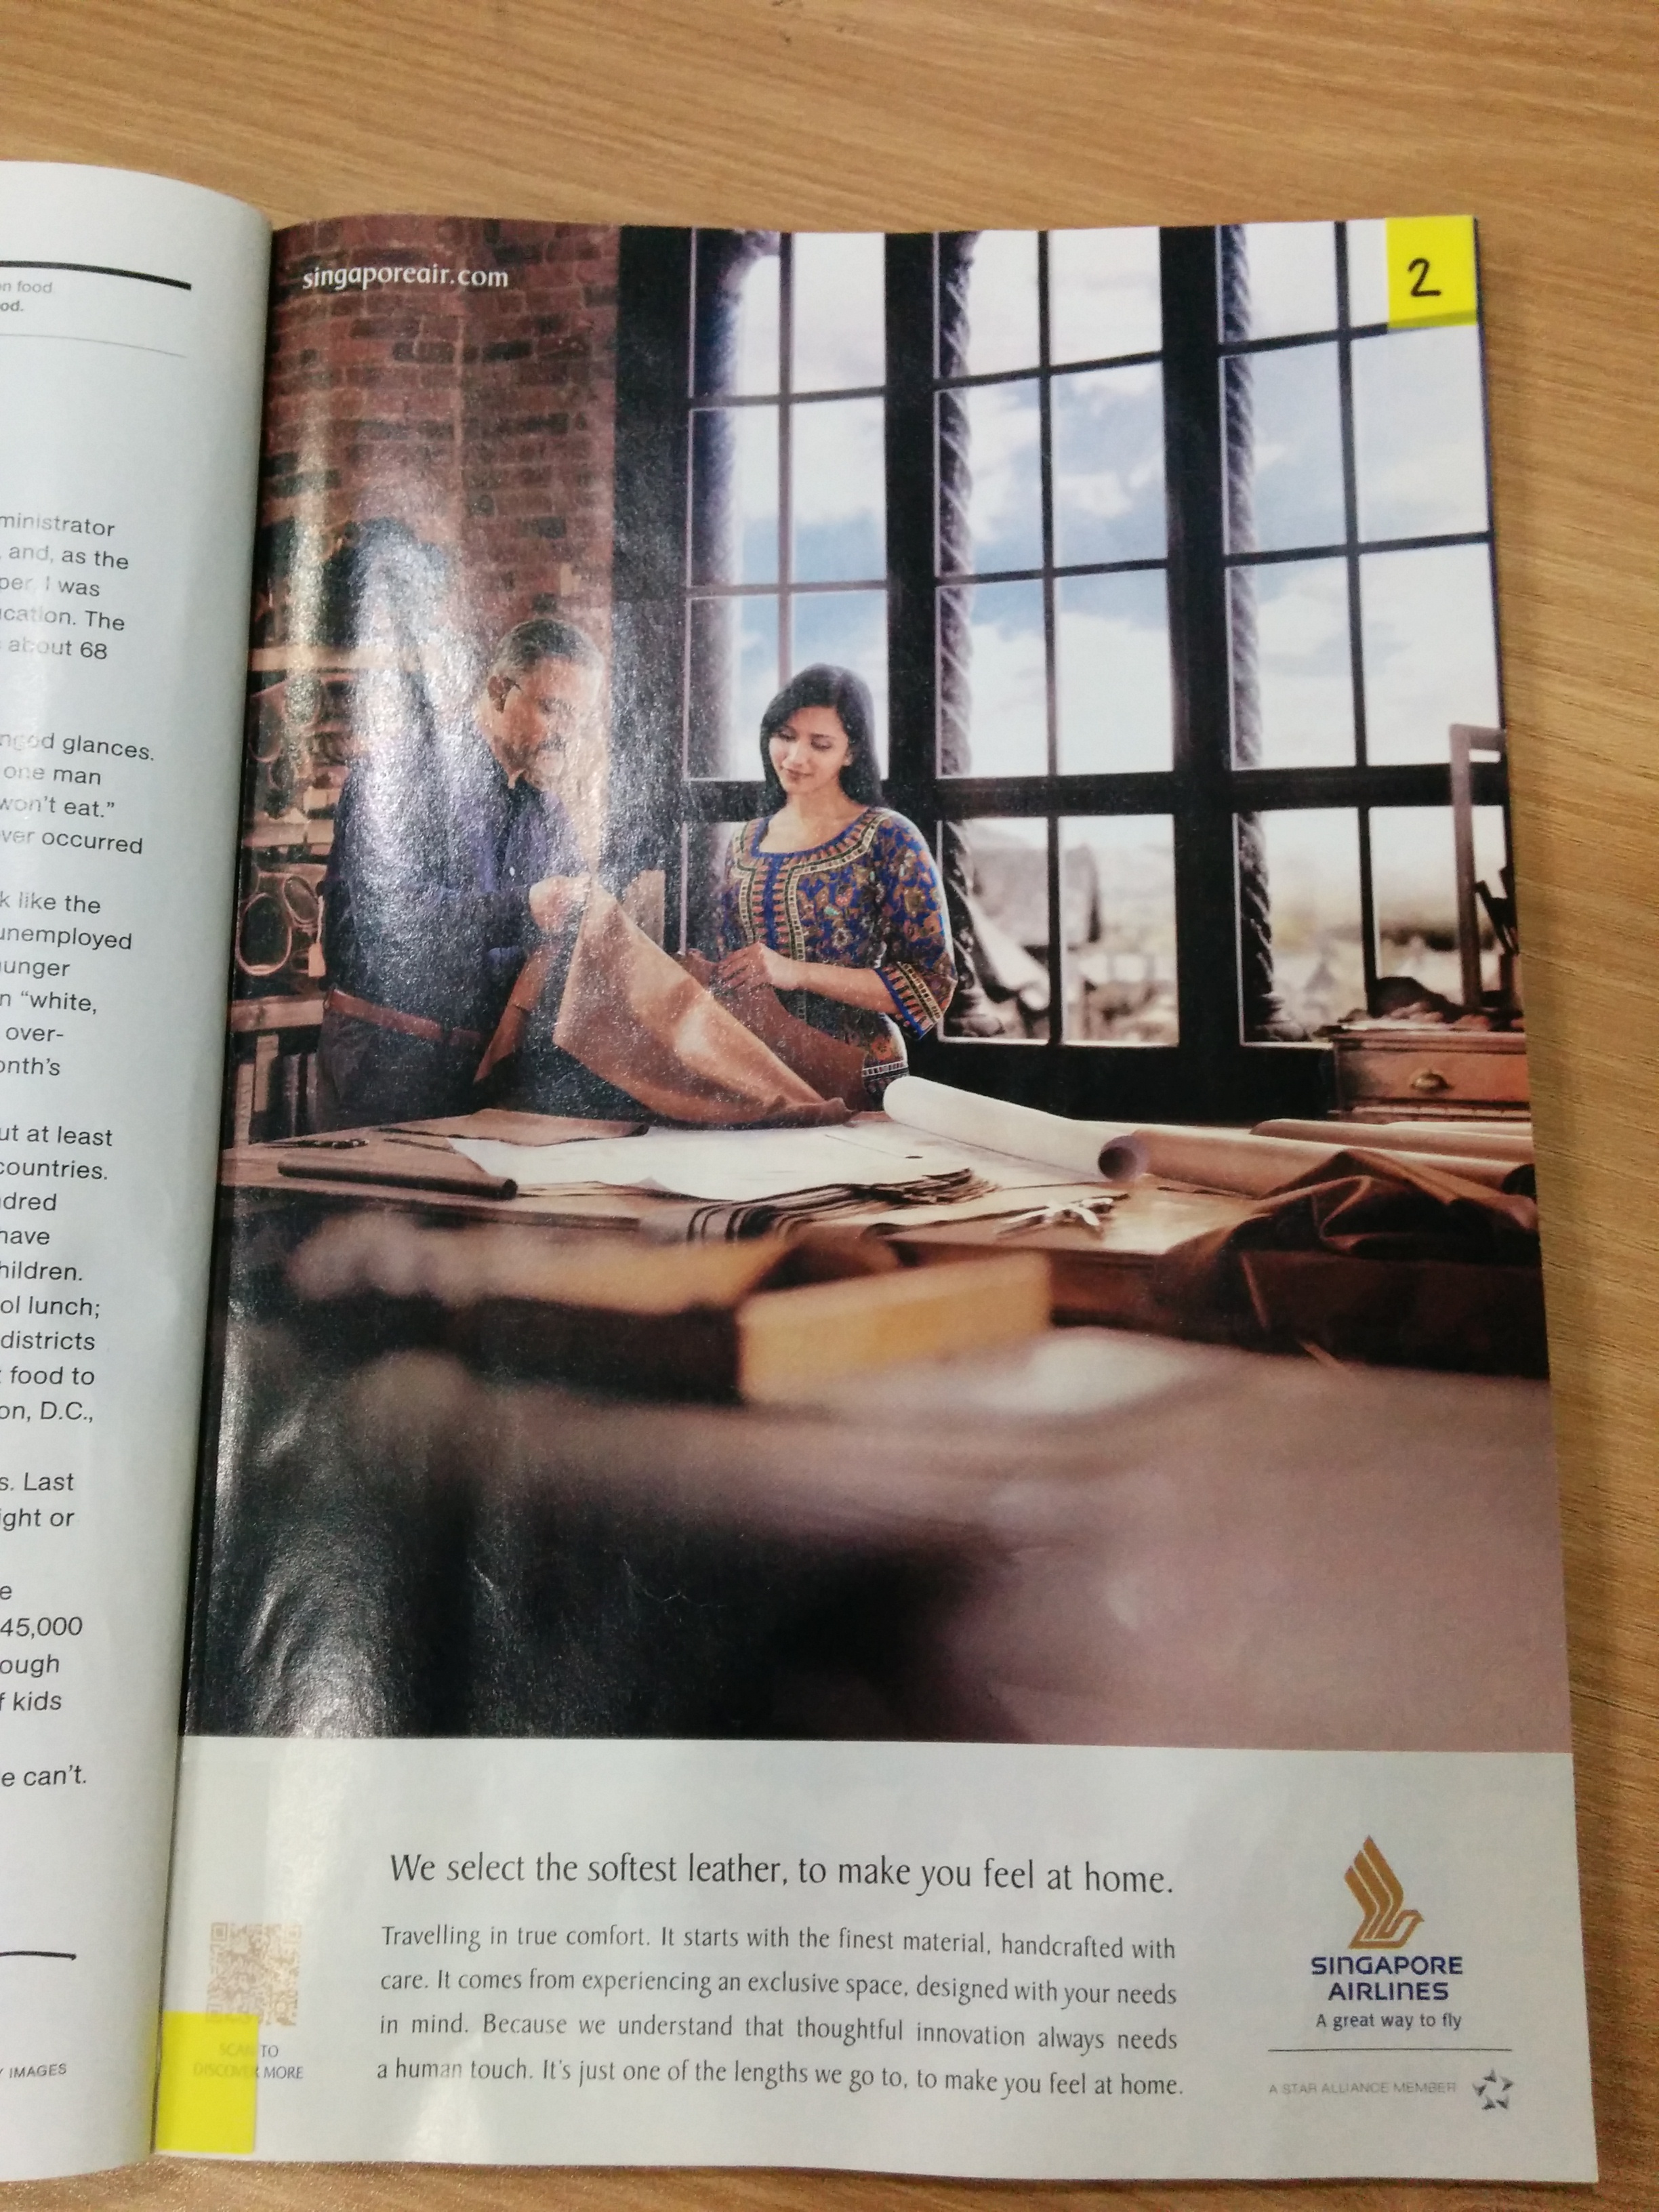 n food
od.
ministrator
and, as the
per, I was
ucation. The
about 68
glances.
one man
won't eat."
ver occurred
k like the
unemployed
unger
n "white,
over-
onth's
ut at least
countries.
dred
have
hildren.
ol lunch;
districts
food to
on, D.C.,
s. Last
ight or
e
45,000
ough
f kids
e can't.
IMAGES
singaporeair.com
2
We select the softest leather, to make you feel at home.
Travelling in true comfort. It starts with the finest material, handcrafted with
care. It comes from experiencing an exclusive space, designed with your needs
in mind. Because we understand that thoughtful innovation always needs
a human touch. It's just one of the lengths we go to, to make you feel at home.
SCAN TO
DISCOVER MORE
SINGAPORE
AIRLINES
A great way to fly
A STAR ALLIANCE MEMBER